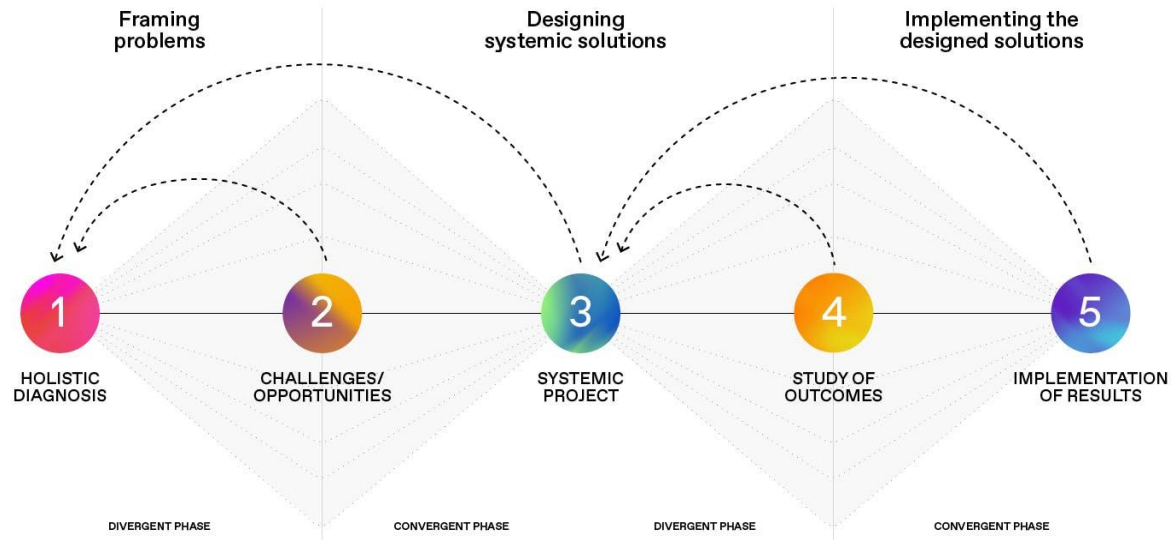 Framing
problems
Designing
systemic solutions
Implementing the
designed solutions
1
2
3
4
5
HOLISTIC
DIAGNOSIS
CHALLENGES/
OPPORTUNITIES
SYSTEMIC
PROJECT
STUDY OF
OUTCOMES
IMPLEMENTATION
OF RESULTS
DIVERGENT PHASE
CONVERGENT PHASE
DIVERGENT PHASE
CONVERGENT PHASE